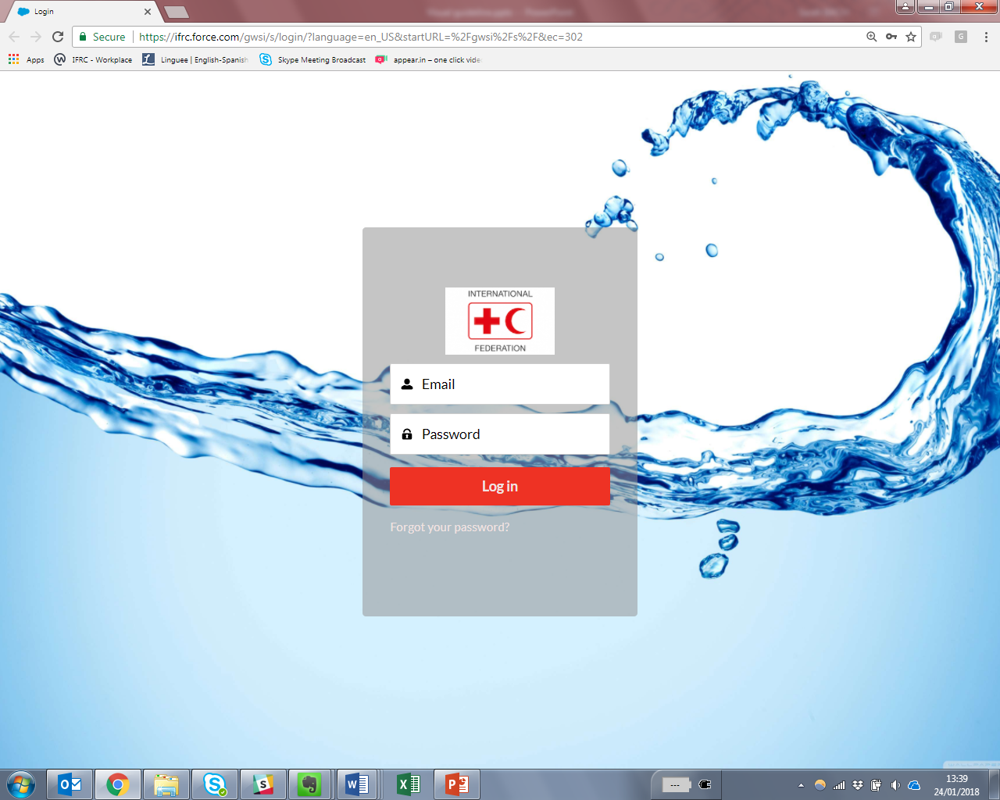 Login
Secure
https://ifrc.force.com/gwsi/s/login/?language=en_US&startURL=%2Fgwsi%2Fs%2F&ec=302
G
Apps
IFRC - Workplace
Linguee | English-Spanish
Skype Meeting Broadcast
appear.in – one click vide
INTERNATIONAL
FEDERATION
Email
Password
Log in
Forgot your password?
---
13:39
24/01/2018